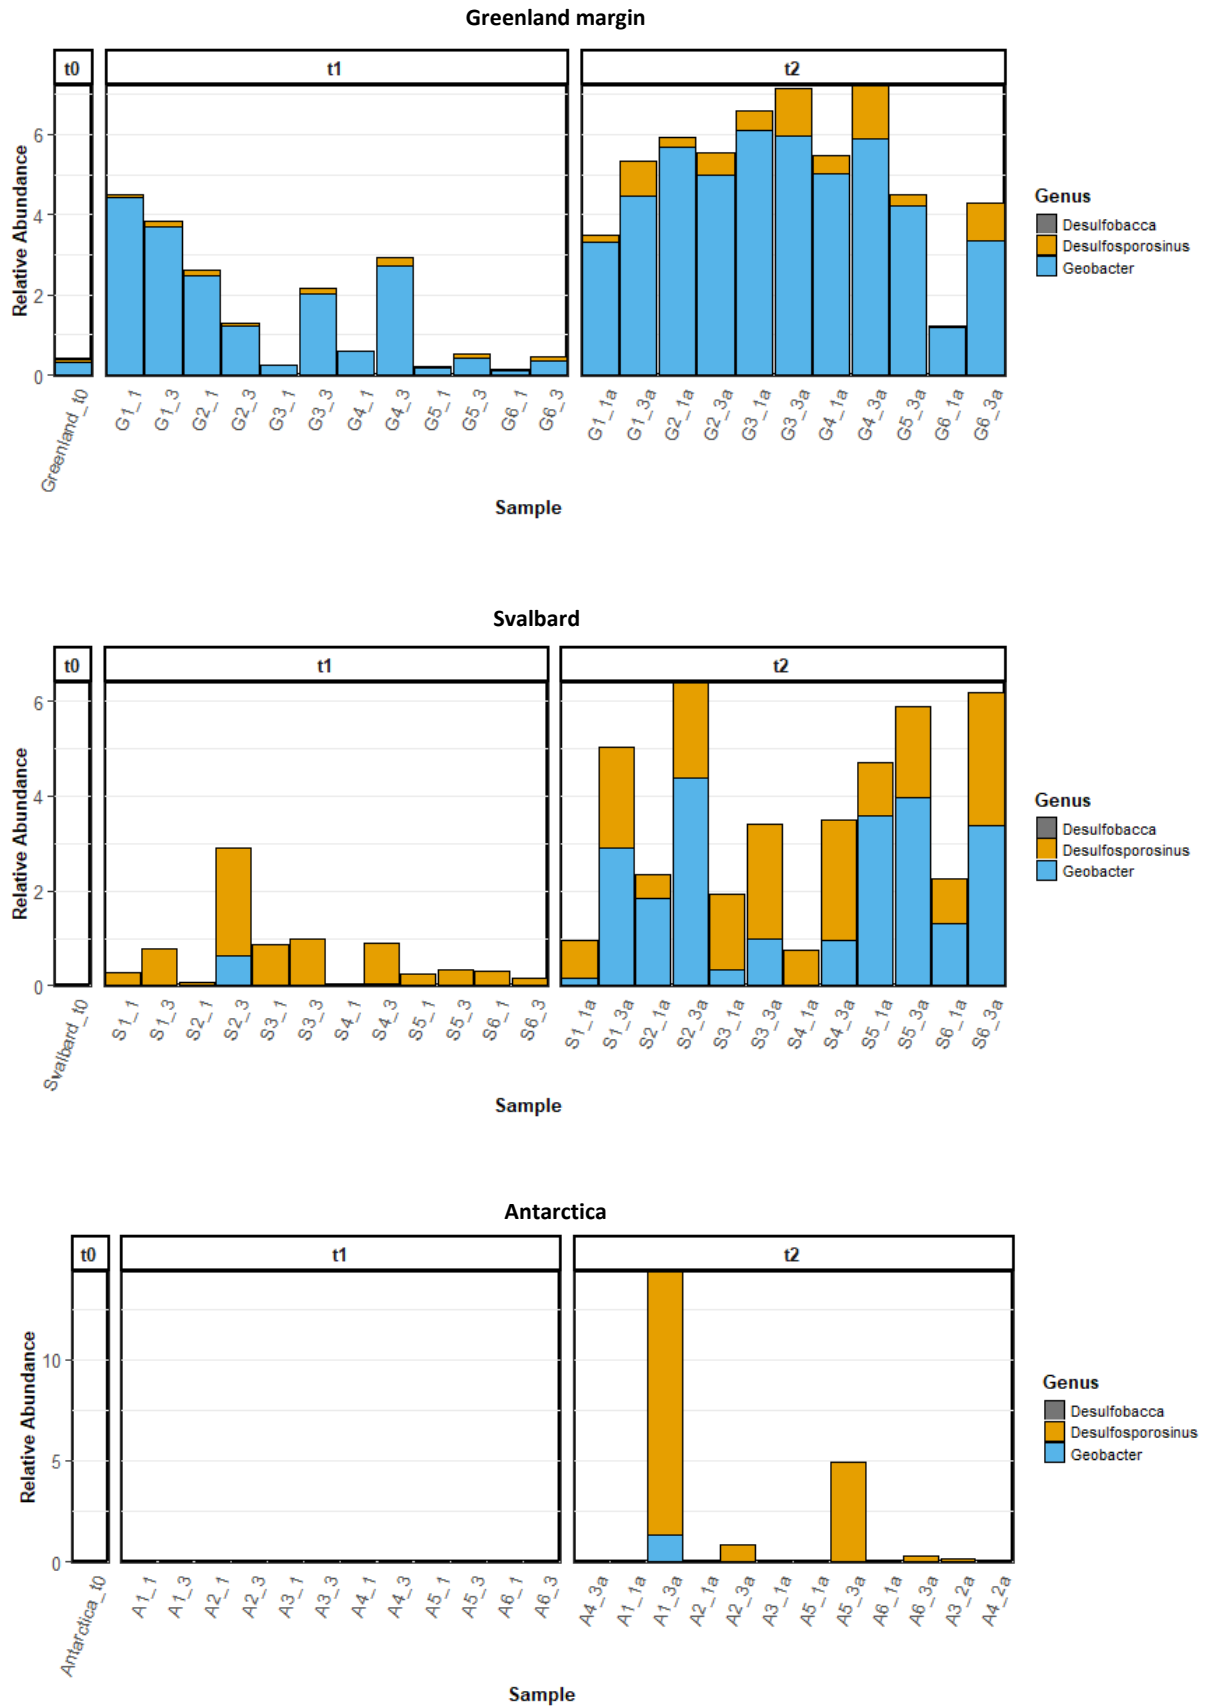 Greenland margin
t0 t1 t2
6
4
2
0
Relative Abundance
Greenland_t0 G1_1 G1_3 G2_1 G2_3 G3_1 G3_3 G4_1 G4_3 G5_1 G5_3 G6_1 G6_3 G1_1a G1_3a G2_1a G2_3a G3_1a G3_3a G4_1a G4_3a G5_3a G6_1a G6_3a
Sample
Genus
Desulfobacca
Desulfosporosinus
Geobacter
Svalbard
t0 t1 t2
6
4
2
0
Relative Abundance
Svalbard_t0 S1_1 S1_3 S2_1 S2_3 S3_1 S3_3 S4_1 S4_3 S5_1 S5_3 S6_1 S6_3 S1_1a S1_3a S2_1a S2_3a S3_1a S3_3a S4_1a S4_3a S5_1a S5_3a S6_1a S6_3a
Sample
Genus
Desulfobacca
Desulfosporosinus
Geobacter
Antarctica
t0 t1 t2
10
5
0
Relative Abundance
Antarctica_t0 A1_1 A1_3 A2_1 A2_3 A3_1 A3_3 A4_1 A4_3 A5_1 A5_3 A6_1 A6_3 A4_3a A1_1a A1_3a A2_1a A2_3a A3_1a A5_1a A5_3a A6_1a A6_3a A3_2a A4_2a
Sample
Genus
Desulfobacca
Desulfosporosinus
Geobacter